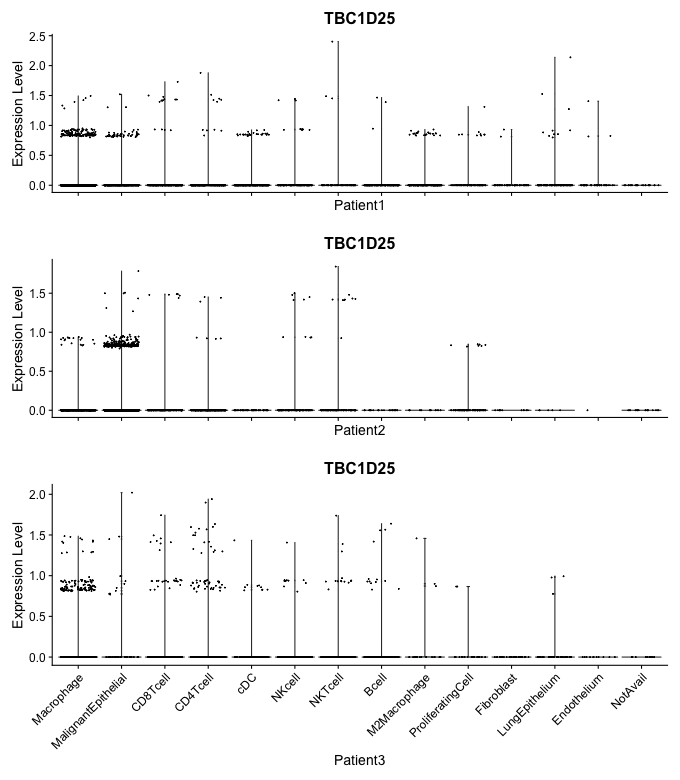 TBC1D25
Expression Level
2.5
2.0
1.5
1.0
0.5
0.0
Patient1
TBC1D25
Expression Level
1.5
1.0
0.5
0.0
Patient2
TBC1D25
Expression Level
2.0
1.5
1.0
0.5
0.0
Macrophage
MalignantEpithelial
CD8Tcell
CD4Tcell
cDC
NKcell
NKTcell
Bcell
M2Macrophage
ProliferatingCell
Fibroblast
LungEpithelium
Endothelium
NotAvail
Patient3